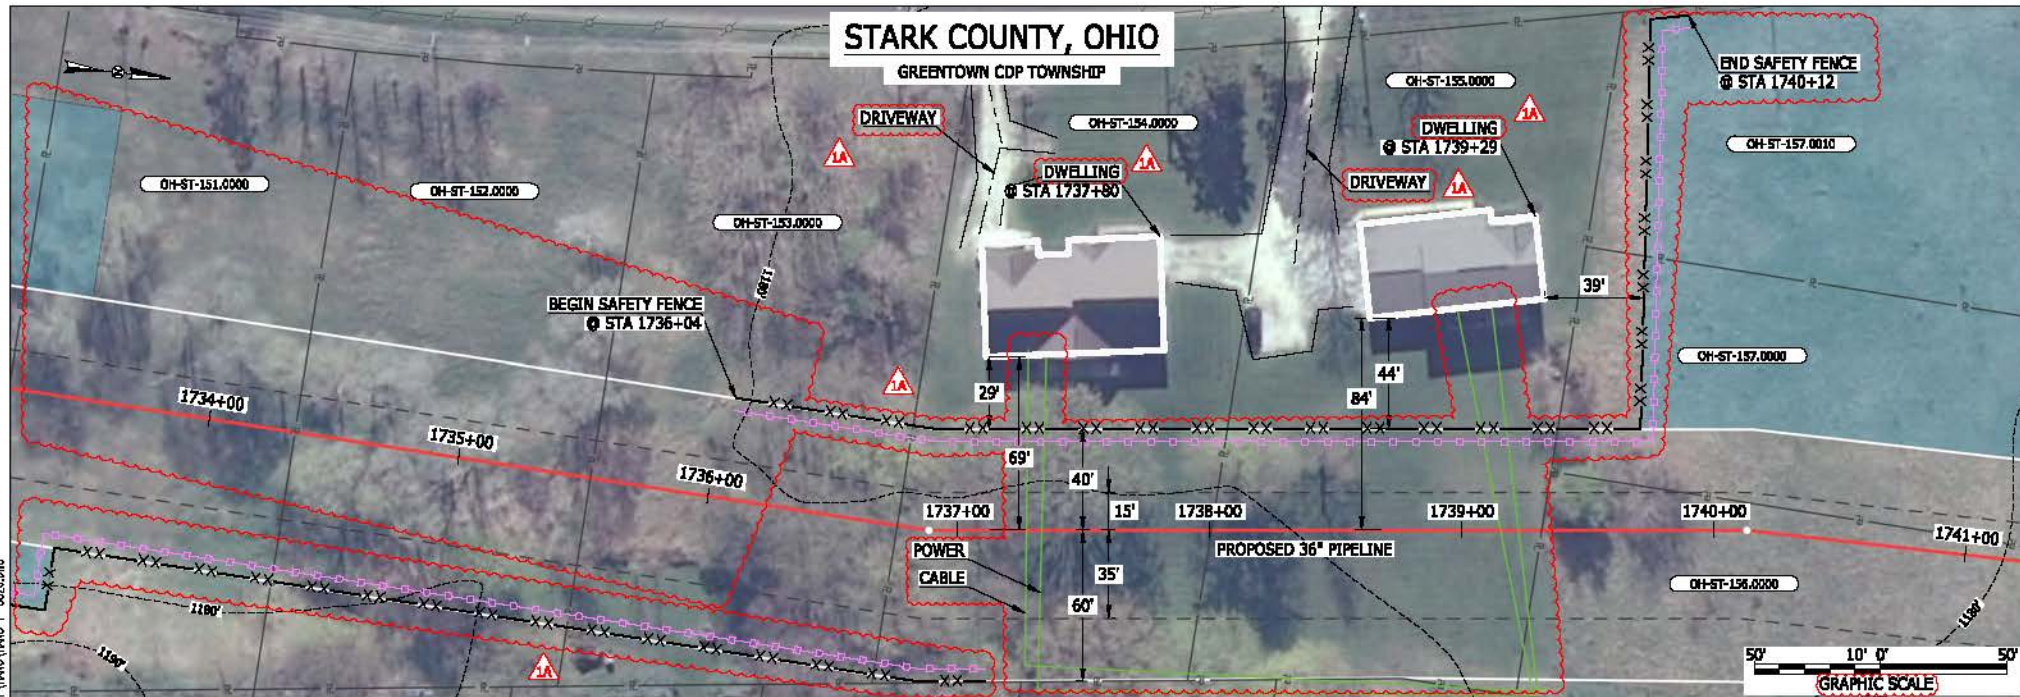 STARK COUNTY, OHIO
GREENTOWN CDP TOWNSHIP
END SAFETY FENCE
@ STA 1740+12
OH-ST-155.0000
DRIVEWAY
OH-ST-154.0000
1A
DWELLING
@ STA 1739+29
1A
OH-ST-157.0010
1A
DWELLING
@ STA 1737+80
1A
DRIVEWAY
1A
OH-ST-151.0000
OH-ST-152.0000
OH-ST-153.0000
1180'
39'
BEGIN SAFETY FENCE
@ STA 1736+04
OH-ST-157.0000
1A
29'
44'
84'
1734+00
1735+00
1736+00
69'
40'
15'
1737+00
1738+00
1739+00
1740+00
1741+00
POWER
CABLE
PROPOSED 36" PIPELINE
35'
60'
OH-ST-156.0000
1180'
1180'
1190'
1A
50' 10' 0' 50'
GRAPHIC SCALE